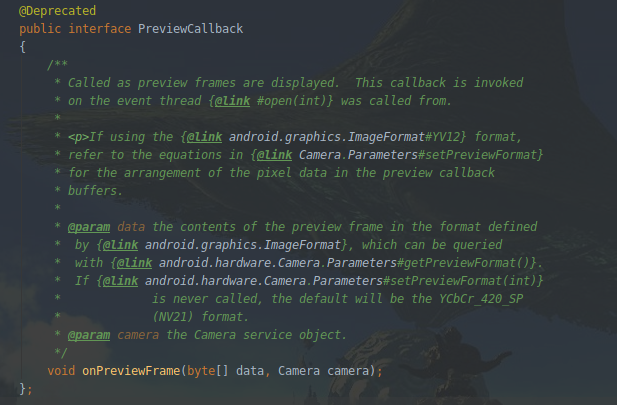 @Deprecated
public interface PreviewCallback
{
    /**
     * Called as preview frames are displayed.  This callback is invoked
     * on the event thread {@link #open(int)} was called from.
     *
     * <p>If using the {@link android.graphics.ImageFormat#YV12} format,
     * refer to the equations in {@link Camera.Parameters#setPreviewFormat}
     * for the arrangement of the pixel data in the preview callback
     * buffers.
     *
     * @param data the contents of the preview frame in the format defined
     *  by {@link android.graphics.ImageFormat}, which can be queried
     *  with {@link android.hardware.Camera.Parameters#getPreviewFormat()}.
     *  If {@link android.hardware.Camera.Parameters#setPreviewFormat(int)}
     *             is never called, the default will be the YCbCr_420_SP
     *             (NV21) format.
     * @param camera the Camera service object.
     */
    void onPreviewFrame(byte[] data, Camera camera);
};